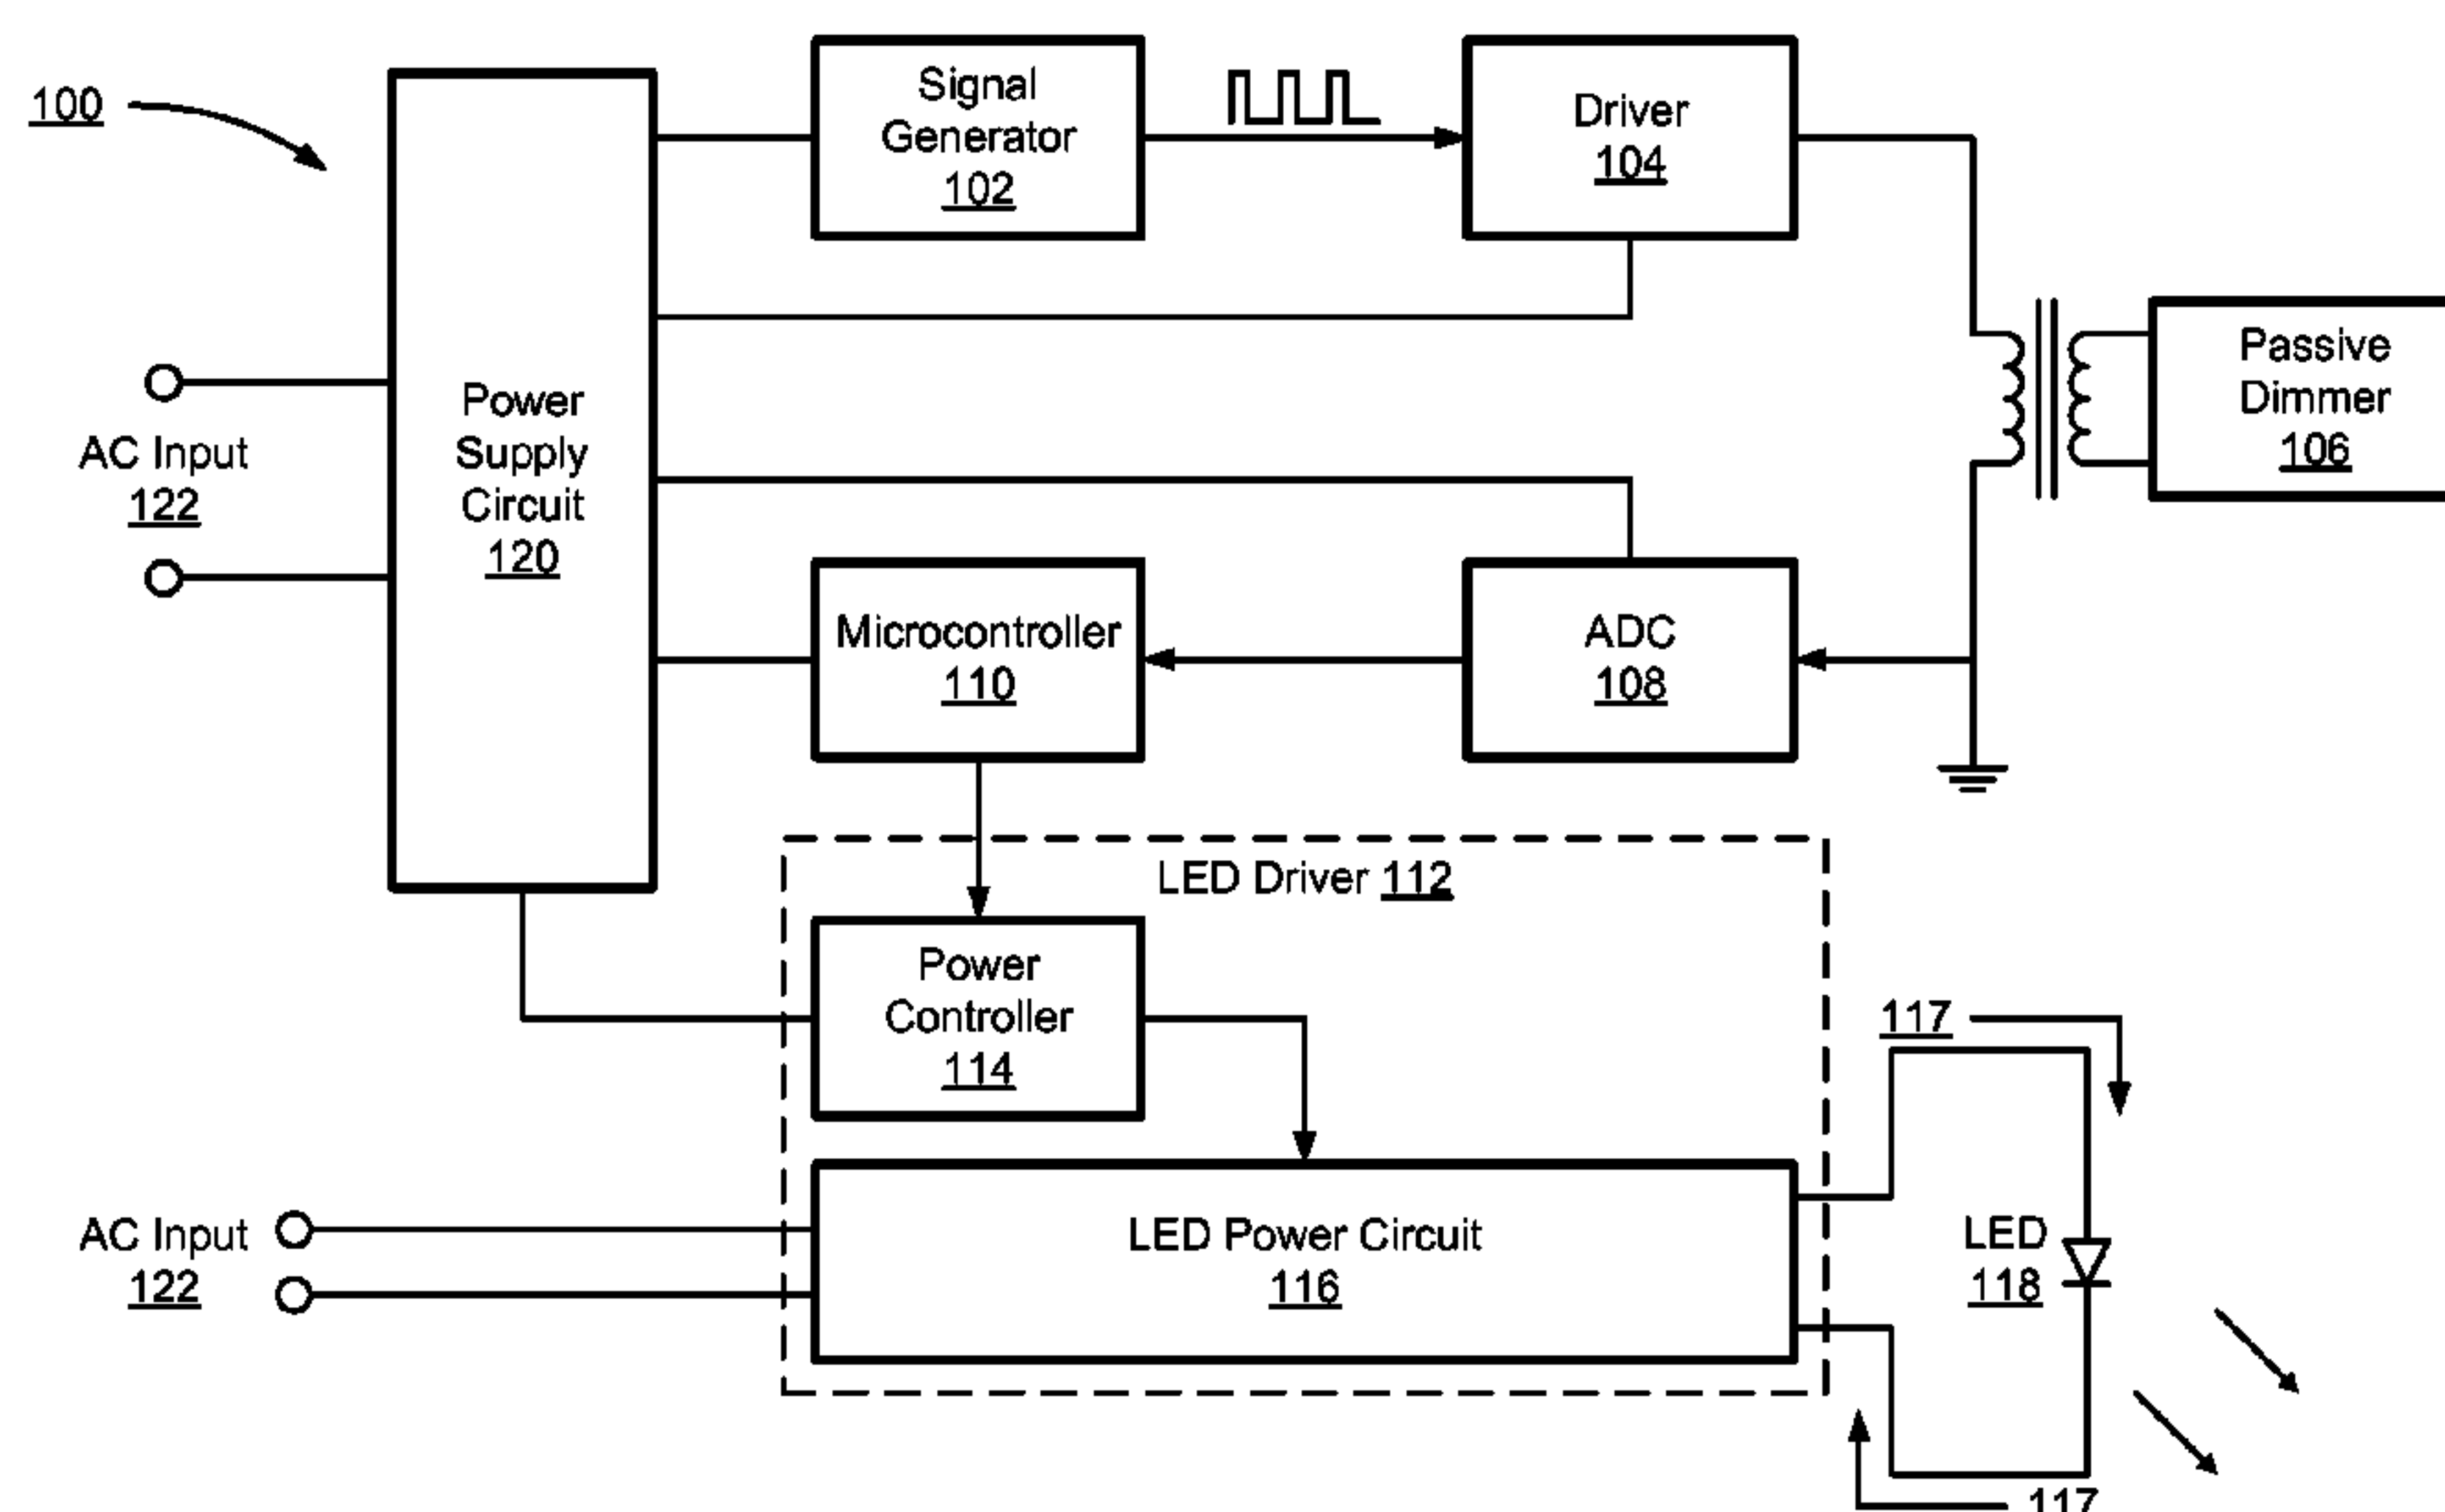 100
Signal
Generator
102
Driver
104
Passive
Dimmer
106
AC Input
122
Power
Supply
Circuit
120
Microcontroller
110
ADC
108
LED Driver 112
Power
Controller
114
117
AC Input
122
LED Power Circuit
116
LED
118
117